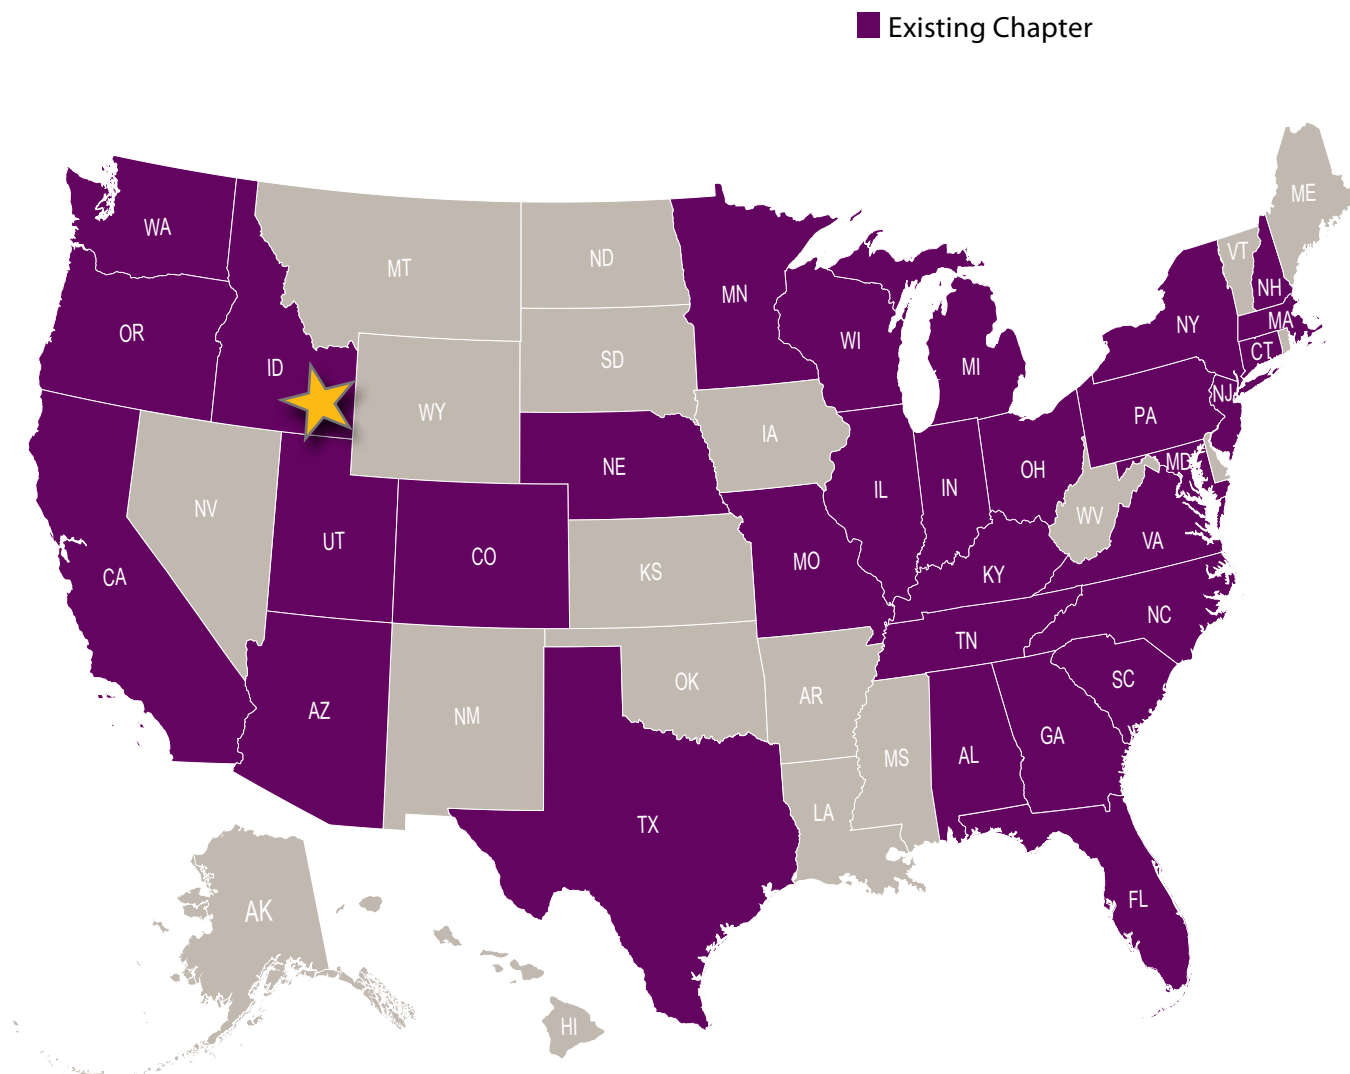 Existing Chapter
ME
WA
VT
ND
MT
NH
MN
MA
NY
OR
WI
CT
SD
ID
MI
NJ
WY
PA
IA
MD
NE
OH
IN
IL
NV
WV
UT
VA
CO
MO
KS
KY
CA
NC
TN
SC
OK
AR
AZ
NM
GA
AL
MS
LA
TX
FL
AK
HI